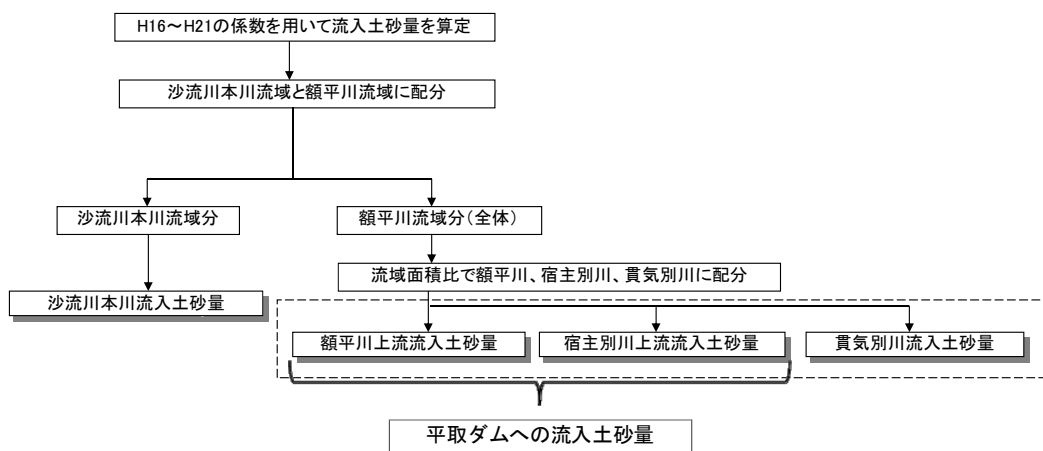 H16～H21の係数を用いて流入土砂量を算定
沙流川本川流域と額平川流域に配分
沙流川本川流域分
額平川流域分(全体)
流域面積比で額平川、宿主別川、貫気別川に配分
沙流川本川流入土砂量
額平川上流流入土砂量
宿主別川上流流入土砂量
貫気別川流入土砂量
平取ダムへの流入土砂量